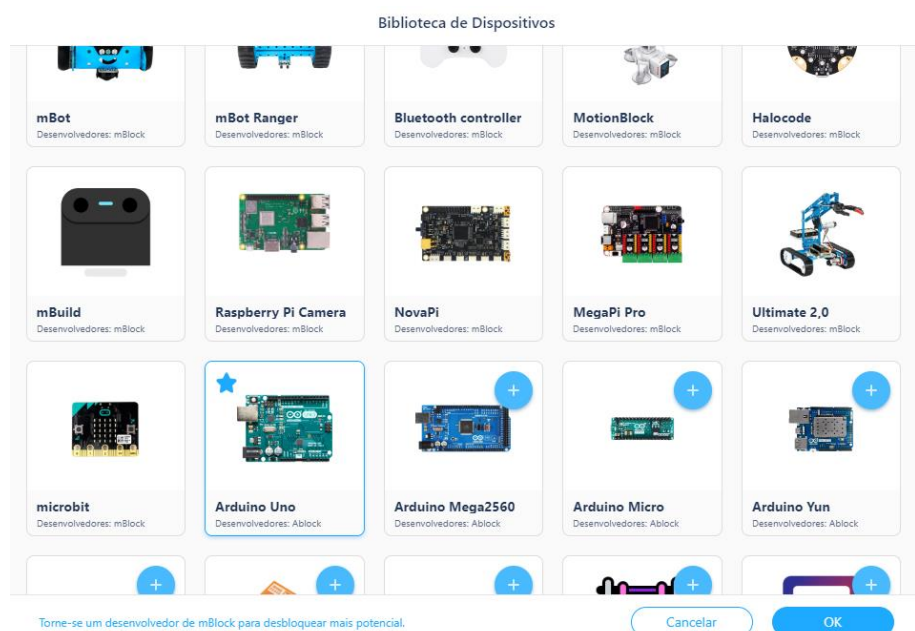 Biblioteca de Dispositivos
mBot
Desenvolvedores: mBlock
mBot Ranger
Desenvolvedores: mBlock
Bluetooth controller
Desenvolvedores: mBlock
MotionBlock
Desenvolvedores: mBlock
Halocode
Desenvolvedores: mBlock
mBuild
Desenvolvedores: mBlock
Raspberry Pi Camera
Desenvolvedores: mBlock
NovaPi
Desenvolvedores: mBlock
MegaPi Pro
Desenvolvedores: mBlock
Ultimate 2,0
Desenvolvedores: mBlock
microbit
Desenvolvedores: mBlock
Arduino Uno
Desenvolvedores: Ablock
Arduino Mega2560
Desenvolvedores: Ablock
Arduino Micro
Desenvolvedores: Ablock
Arduino Yun
Desenvolvedores: Ablock
Torne-se um desenvolvedor de mBlock para desbloquear mais potencial.
Cancelar
OK